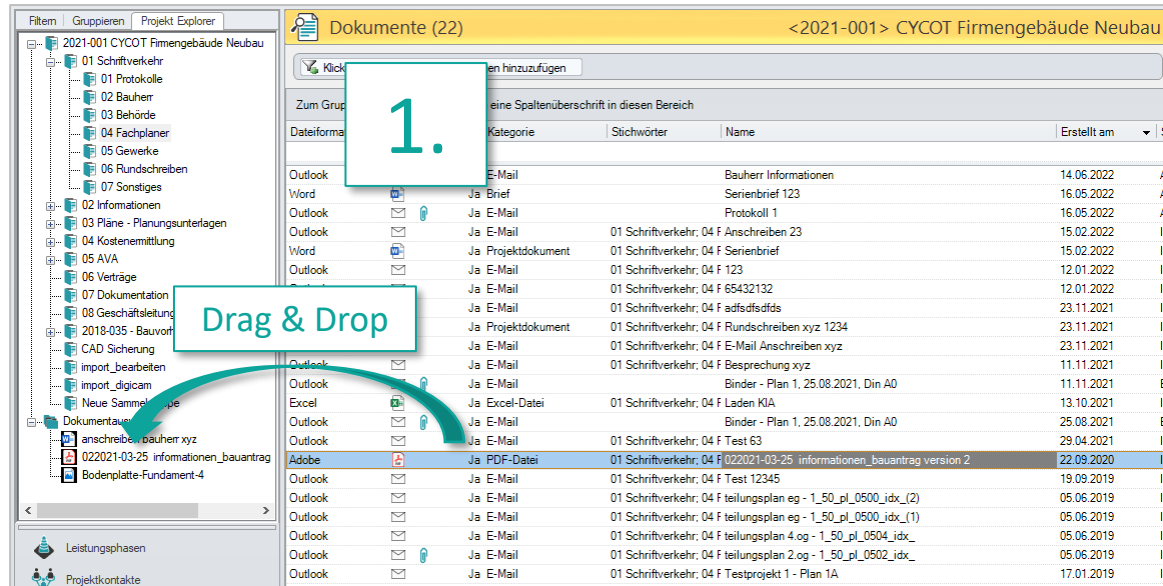 Filtern Gruppieren Projekt Explorer
2021-001 CYCOT Firmengebäude Neubau
01 Schriftverkehr
01 Protokolle
02 Bauherr
03 Behörde
04 Fachplaner
05 Gewerke
06 Rundschreiben
07 Sonstiges
02 Informationen
03 Pläne - Planungsunterlagen
04 Kostenermittlung
05 AVA
06 Verträge
07 Dokumentation
08 Geschäftsleitung
2018-035 - Bauvorh
CAD Sicherung
import_bearbeiten
import_digicam
Neue Sammel
Dokumentaus
anschreiben bauherr xyz
022021-03-25 informationen_bauantrag
Bodenplatte-Fundament-4
Leistungsphasen
Projektkontakte
1.
Drag & Drop
Dokumente (22) <2021-001> CYCOT Firmengebäude Neubau
Klick en hinzuzufügen
Zum Grup eine Spaltenüberschrift in diesen Bereich
Dateiforma Kategorie Stichwörter Name Erstellt am
Outlook E-Mail Bauherr Informationen 14.06.2022
Word Ja Brief Serienbrief 123 16.05.2022
Outlook Ja E-Mail Protokoll 1 16.05.2022
Outlook Ja E-Mail 01 Schriftverkehr; 04 F Anschreiben 23 15.02.2022
Word Ja Projektdokument 01 Schriftverkehr; 04 F Serienbrief 15.02.2022
Outlook Ja E-Mail 01 Schriftverkehr; 04 F 123 12.01.2022
Ja E-Mail 01 Schriftverkehr; 04 F 65432132 12.01.2022
Ja E-Mail 01 Schriftverkehr; 04 F adfsdfsdfds 23.11.2021
Ja Projektdokument 01 Schriftverkehr; 04 F Rundschreiben xyz 1234 23.11.2021
Ja E-Mail 01 Schriftverkehr; 04 F E-Mail Anschreiben xyz 23.11.2021
Outlook Ja E-Mail 01 Schriftverkehr; 04 F Besprechung xyz 11.11.2021
Outlook Ja E-Mail Binder - Plan 1, 25.08.2021, Din A0 11.11.2021
Excel Ja Excel-Datei 01 Schriftverkehr; 04 F Laden KIA 13.10.2021
Outlook Ja E-Mail Binder - Plan 1, 25.08.2021, Din A0 25.08.2021
Outlook Ja E-Mail 01 Schriftverkehr; 04 F Test 63 29.04.2021
Adobe Ja PDF-Datei 01 Schriftverkehr; 04 F 022021-03-25 informationen_bauantrag version 2 22.09.2020
Outlook Ja E-Mail 01 Schriftverkehr; 04 F Test 12345 19.09.2019
Outlook Ja E-Mail 01 Schriftverkehr; 04 F teilungsplan eg - 1_50_pl_0500_idx_(2) 05.06.2019
Outlook Ja E-Mail 01 Schriftverkehr; 04 F teilungsplan eg - 1_50_pl_0500_idx_(1) 05.06.2019
Outlook Ja E-Mail 01 Schriftverkehr; 04 F teilungsplan 4.og - 1_50_pl_0504_idx_ 05.06.2019
Outlook Ja E-Mail 01 Schriftverkehr; 04 F teilungsplan 2.og - 1_50_pl_0502_idx_ 05.06.2019
Outlook Ja E-Mail 01 Schriftverkehr; 04 F Testprojekt 1 - Plan 1A 17.01.2019